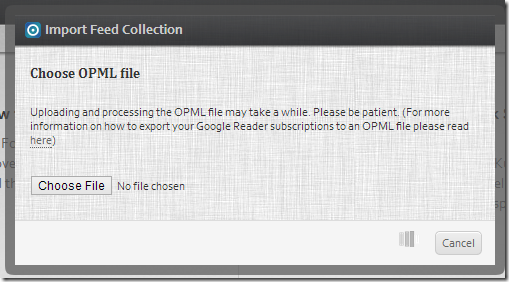 Import Feed Collection
Choose OPML file
Uploading and processing the OPML file may take a while. Please be patient. (For more
information on how to export your Google Reader subscriptions to an OPML file please read
here)
Choose File No file chosen
Cancel